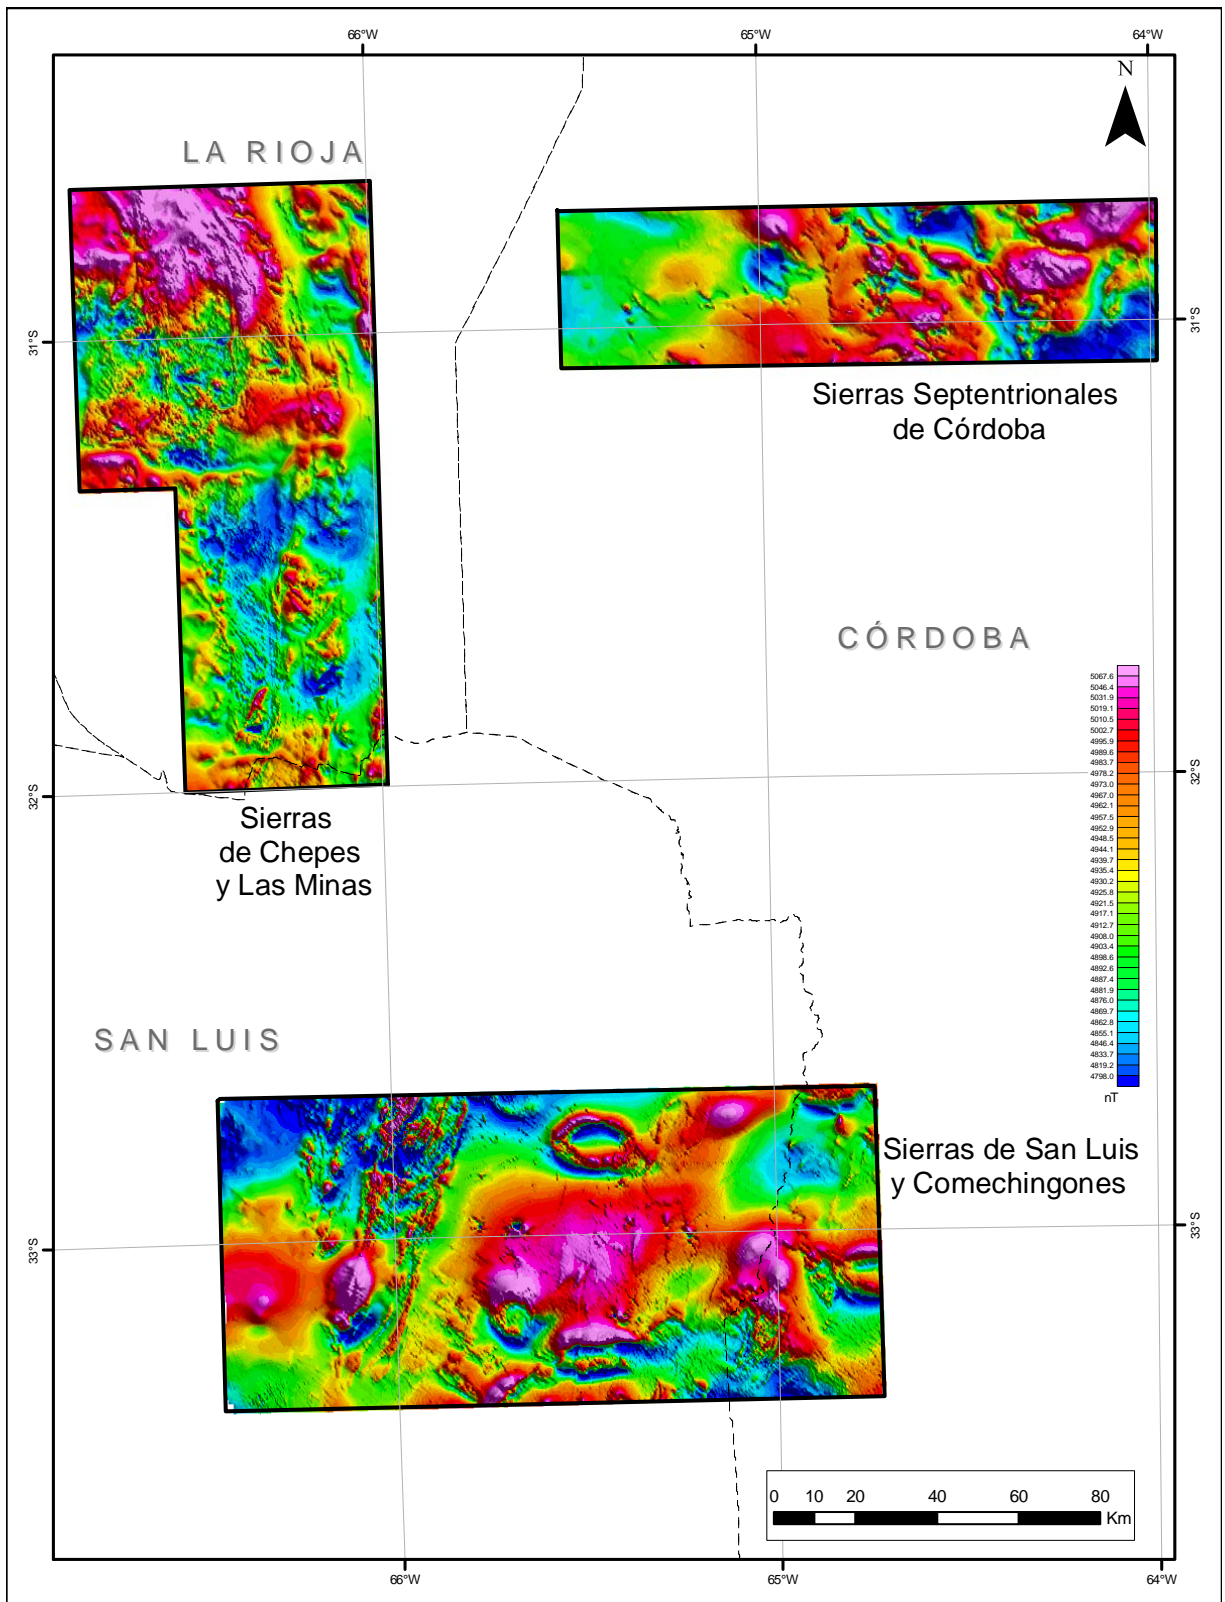 66°W 65°W 64°W
N
LA RIOJA
31°S
31°S
Sierras Septentrionales
de Córdoba
CÓRDOBA
5067.6
5046.4
5031.9
5019.1
5010.5
5002.7
4995.9
4989.6
4983.7
4978.2
4973.0
4967.0
4962.1
4957.5
4952.9
4948.5
4944.1
4939.7
4935.4
4930.2
4925.8
4921.5
4917.1
4912.7
4908.0
4903.4
4898.6
4892.6
4887.4
4881.9
4876.0
4869.7
4862.8
4855.1
4846.4
4833.7
4819.2
4798.0
nT
32°S
32°S
Sierras
de Chepes
y Las Minas
SAN LUIS
Sierras de San Luis
y Comechingones
33°S
33°S
0 10 20 40 60 80
Km
66°W 65°W 64°W